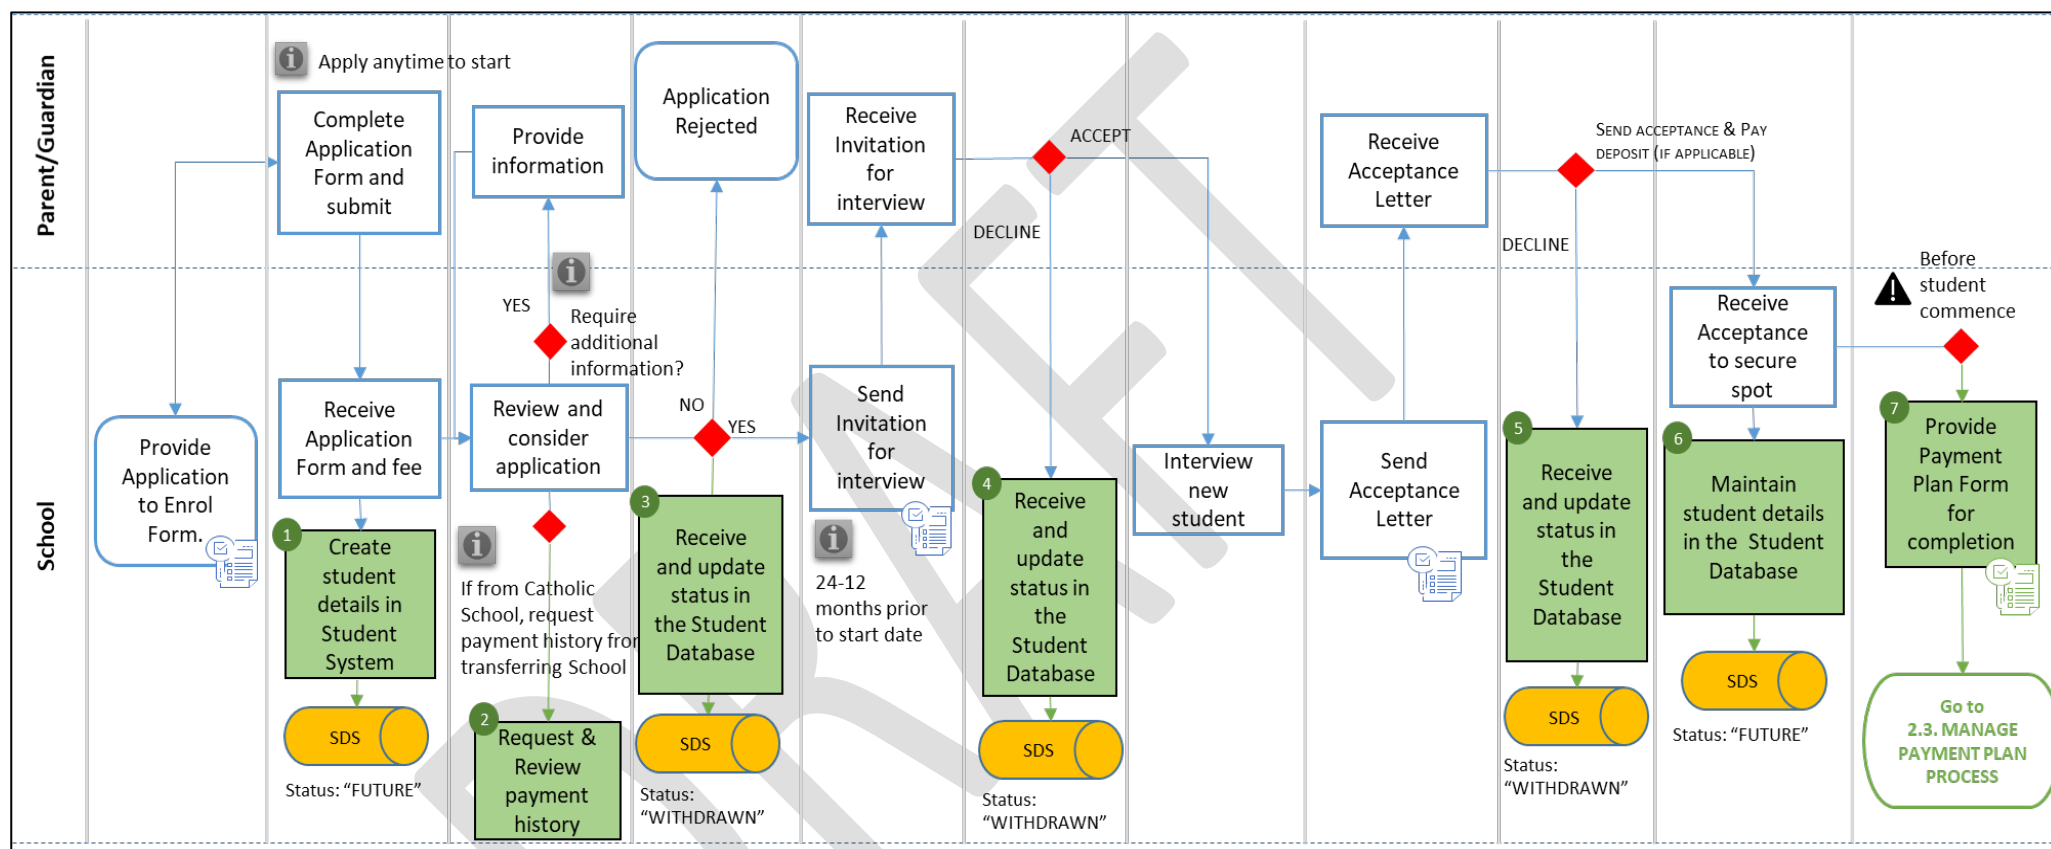 Parent/Guardian
School
DRAFT
Provide
Application
to Enrol
Form.
Apply anytime to start
Complete
Application
Form and
submit
Receive
Application
Form and fee
1
Create
student
details in
Student
System
SDS
Status: “FUTURE”
Provide
information
YES
Require
additional
information?
Review and
consider
application
If from Catholic
School, request
payment history from
transferring School
2
Request &
Review
payment
history
Application
Rejected
NO
YES
3
Receive
and update
status in
the Student
Database
SDS
Status:
“WITHDRAWN”
Receive
Invitation
for
interview
Send
Invitation
for
interview
24-12
months prior
to start date
ACCEPT
DECLINE
4
Receive
and
update
status in
the
Student
Database
SDS
Status:
“WITHDRAWN”
Interview
new
student
Receive
Acceptance
Letter
Send
Acceptance
Letter
SEND ACCEPTANCE & PAY
DEPOSIT (IF APPLICABLE)
DECLINE
5
Receive
and update
status in
the
Student
Database
SDS
Status:
“WITHDRAWN”
Receive
Acceptance
to secure
spot
6
Maintain
student details
in the Student
Database
SDS
Status: “FUTURE”
Before
student
commence
7
Provide
Payment
Plan Form
for
completion
Go to
2.3. MANAGE
PAYMENT PLAN
PROCESS